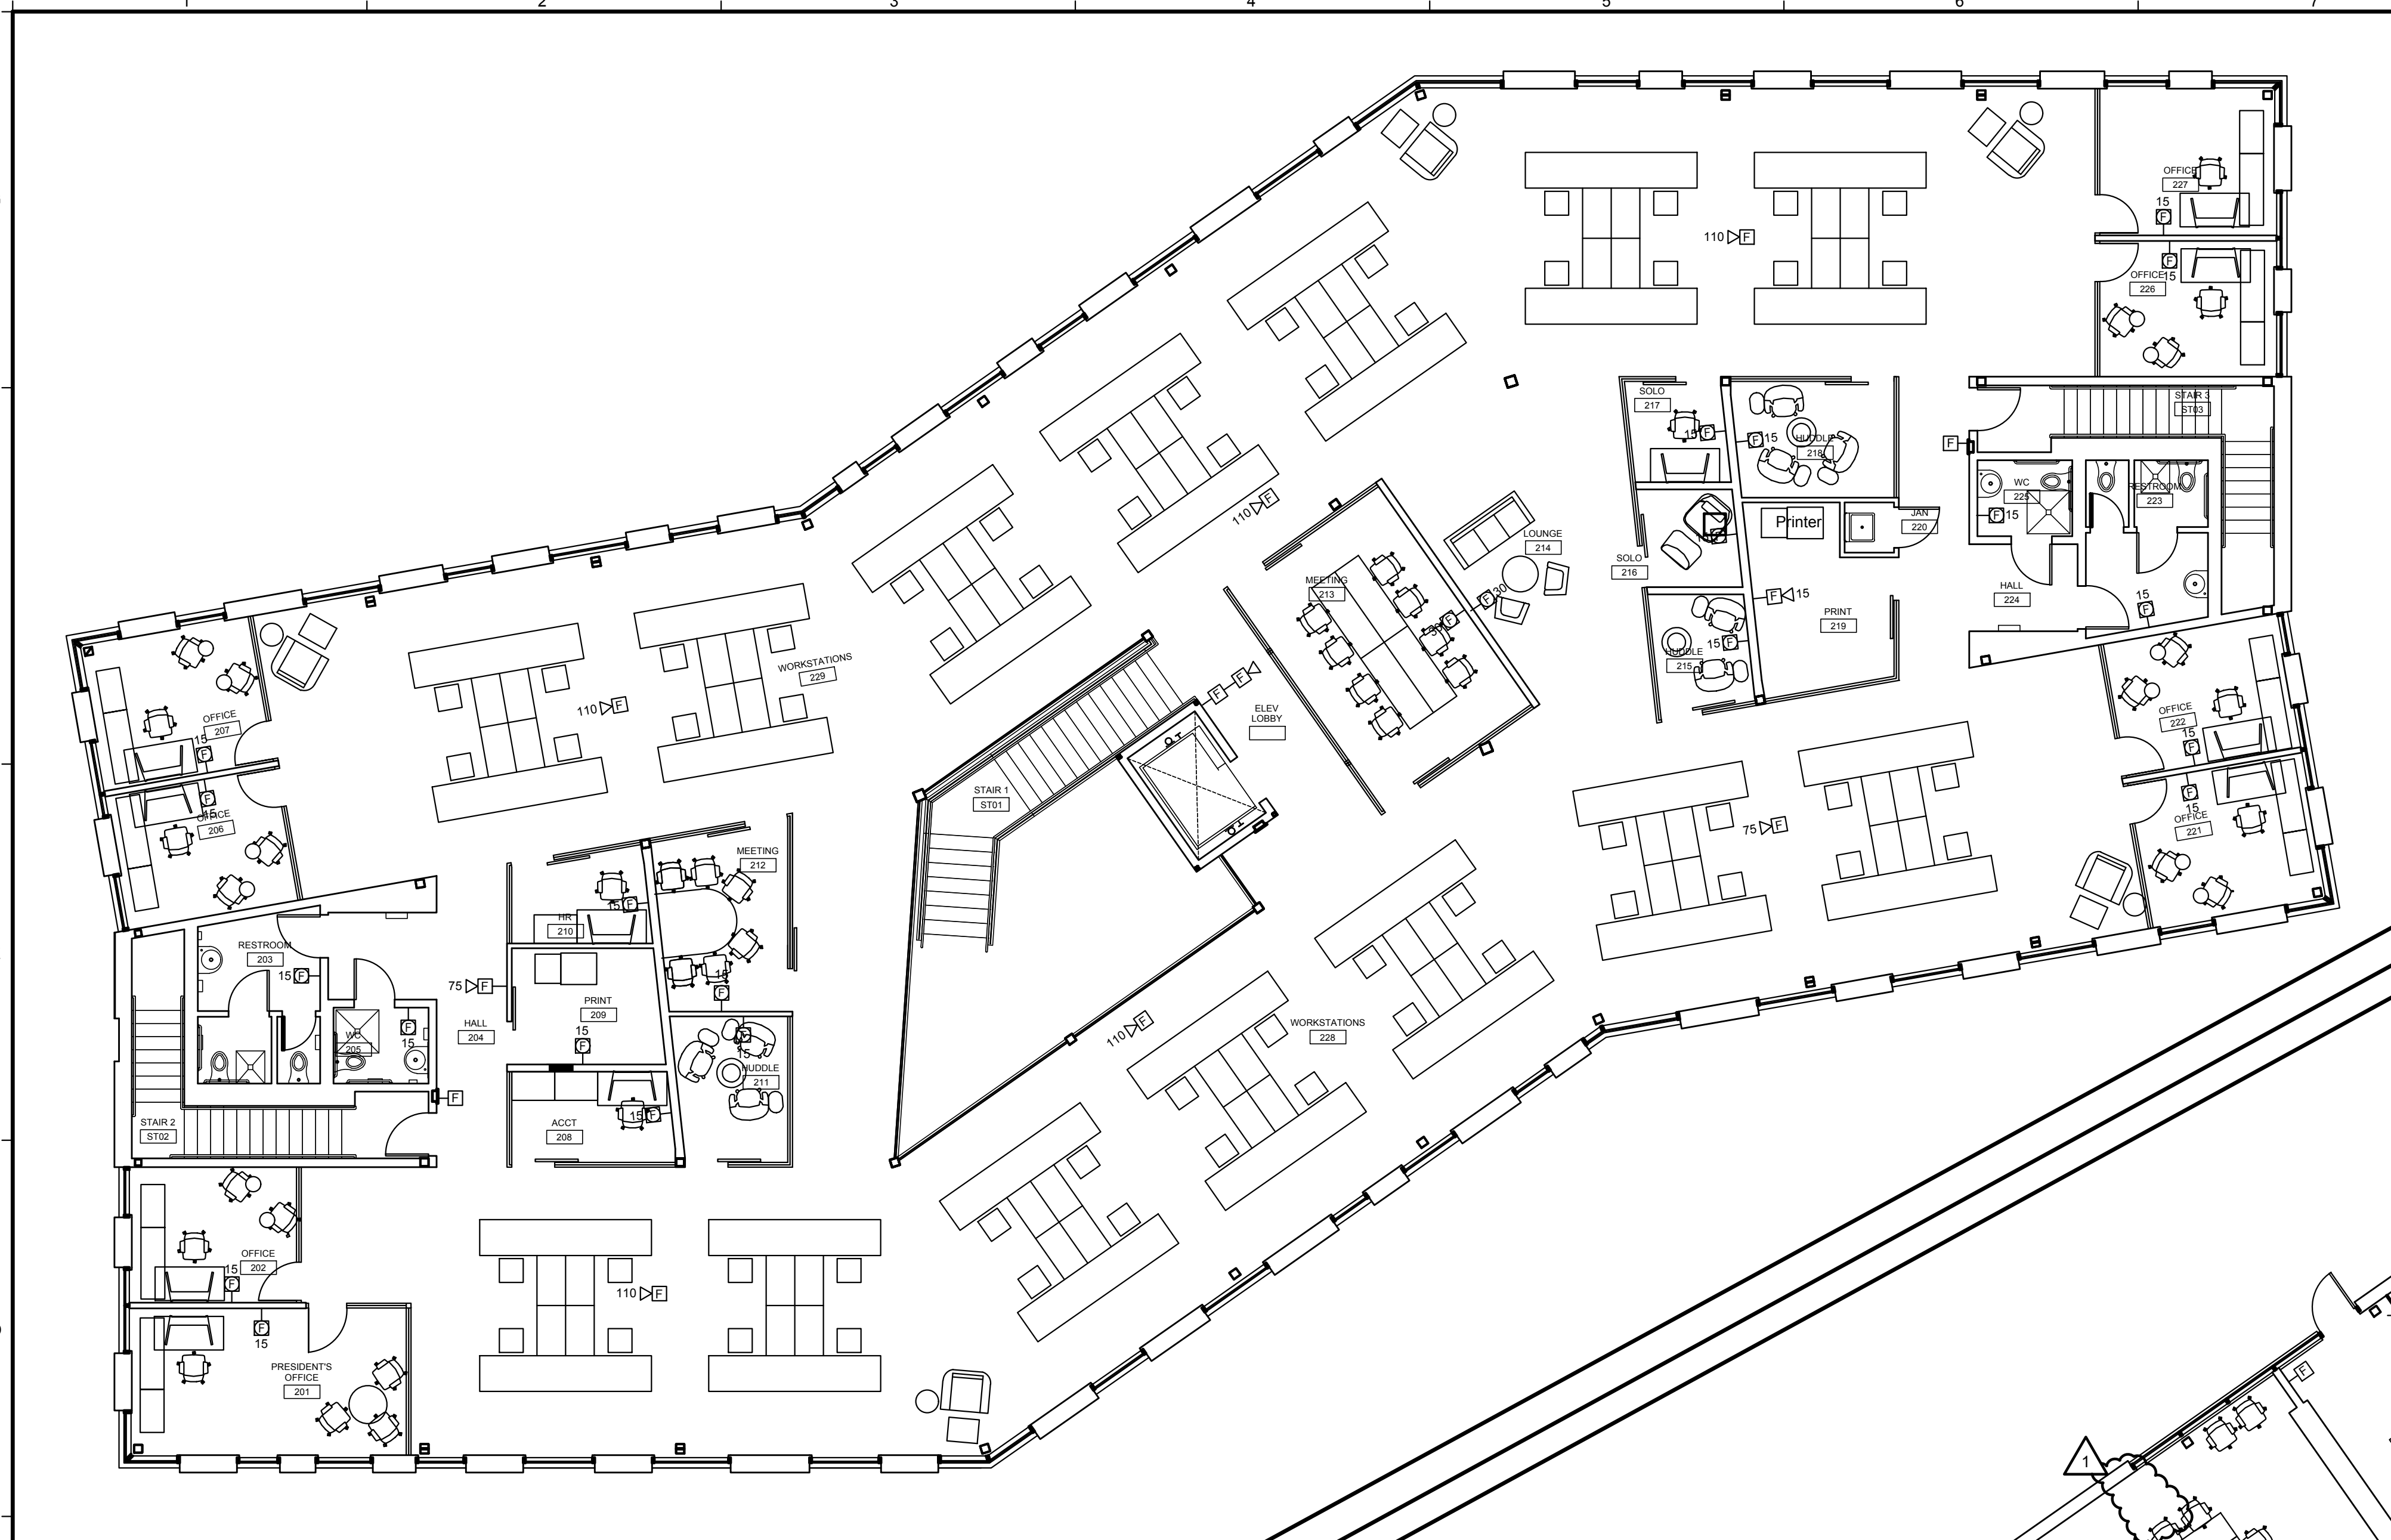 1
2
3
4
5
6
7
OFFICE
227
15
F
110
F
F
15
OFFICE
226
SOLO
217
15
F
F
15
HUDDLE
218
STAIR 3
ST03
F
WC
225
F
15
RESTROOM
223
Printer
JAN
220
110
F
LOUNGE
214
F
30
MEETING
213
F
30
SOLO
216
F
F
15
PRINT
219
HALL
224
15
F
HUDDLE
215
15
F
WORKSTATIONS
229
110
F
OFFICE
207
15
F
F
15
OFFICE
206
F
F
ELEV
LOBBY
OFFICE
222
15
F
F
15
OFFICE
221
75
F
STAIR 1
ST01
MEETING
212
15
F
HR
210
15
F
RESTROOM
203
15
F
75
F
PRINT
209
15
F
HALL
204
WC
205
F
15
F
15
HUDDLE
211
F
110
F
WORKSTATIONS
228
STAIR 2
ST02
ACCT
208
15
F
OFFICE
202
15
F
110
F
F
15
PRESIDENT'S
OFFICE
201
F
1